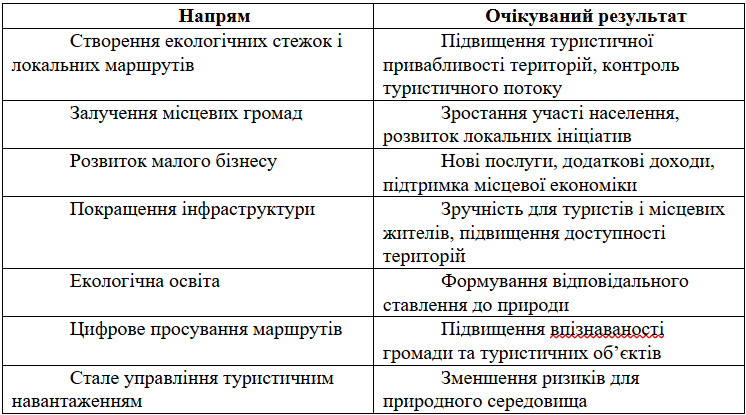 Напрям
Очікуваний результат
Створення екологічних стежок і
локальних маршрутів
Підвищення туристичної
привабливості територій, контроль
туристичного потоку
Залучення місцевих громад
Зростання участі населення,
розвиток локальних ініціатив
Розвиток малого бізнесу
Нові послуги, додаткові доходи,
підтримка місцевої економіки
Покращення інфраструктури
Зручність для туристів і місцевих
жителів, підвищення доступності
територій
Екологічна освіта
Формування відповідального
ставлення до природи
Цифрове просування маршрутів
Підвищення впізнаваності
громади та туристичних об’єктів
Стале управління туристичним
навантаженням
Зменшення ризиків для
природного середовища